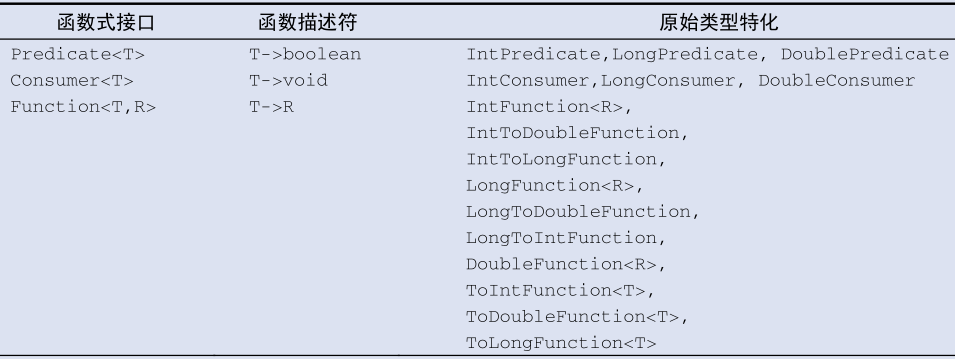 函数式接口 函数描述符 原始类型特化
Predicate<T> T->boolean IntPredicate,LongPredicate, DoublePredicate
Consumer<T> T->void IntConsumer,LongConsumer, DoubleConsumer
Function<T,R> T->R IntFunction<R>,
IntToDoubleFunction,
IntToLongFunction,
LongFunction<R>,
LongToDoubleFunction,
LongToIntFunction,
DoubleFunction<R>,
ToIntFunction<T>,
ToDoubleFunction<T>,
ToLongFunction<T>